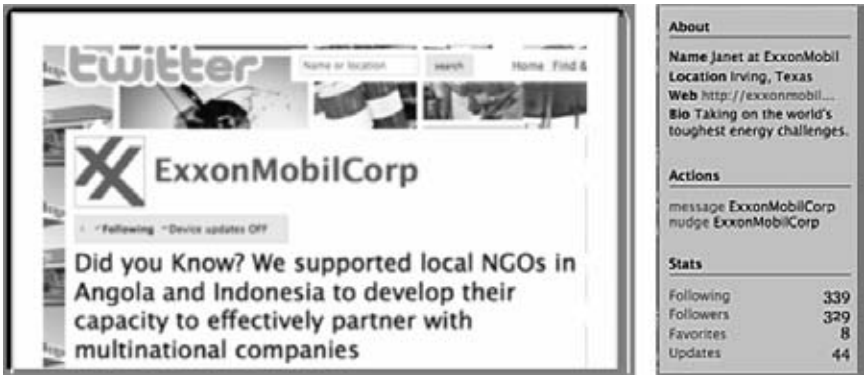 twitter
Name or location
search
Home Find &
ExxonMobilCorp
Following Device updates OFF
Did you Know? We supported local NGOs in
Angola and Indonesia to develop their
capacity to effectively partner with
multinational companies
About
Name Janet at ExxonMobil
Location Irving, Texas
Web http://exxonmobil...
Bio Taking on the world's
toughest energy challenges.
Actions
message ExxonMobilCorp
nudge ExxonMobilCorp
Stats
Following 339
Followers 329
Favorites 8
Updates 44